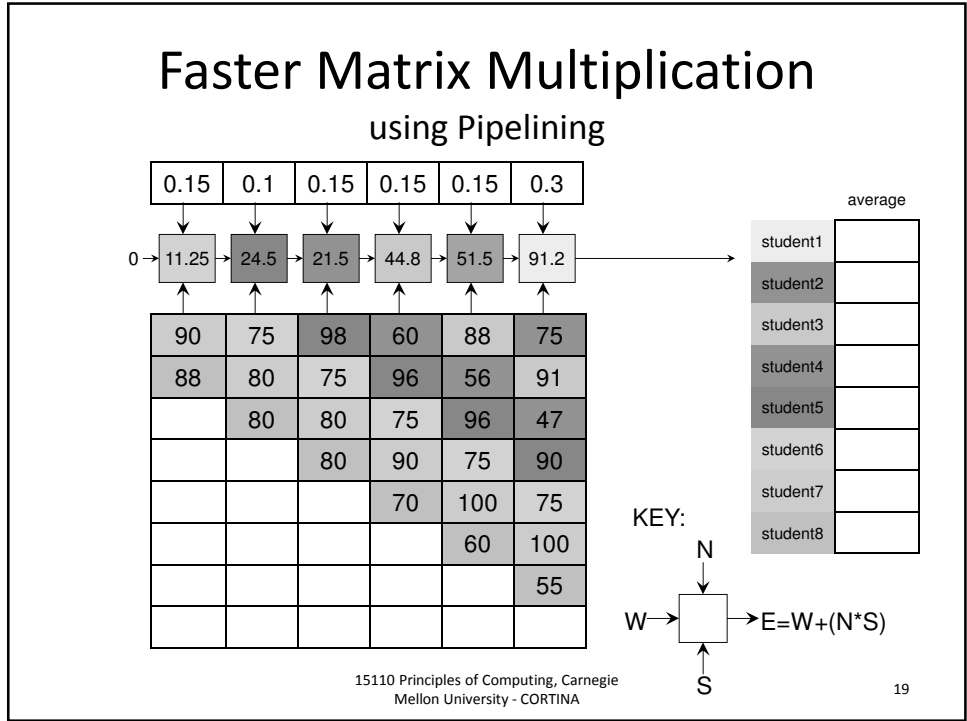 Faster Matrix Multiplication
using Pipelining
0.15 0.1 0.15 0.15 0.15 0.3
0 11.25 24.5 21.5 44.8 51.5 91.2
90 75 98 60 88 75
88 80 75 96 56 91
80 80 75 96 47
80 90 75 90
70 100 75
60 100
55
average
student1
student2
student3
student4
student5
student6
student7
student8
KEY:
N
W E=W+(N*S)
S
15110 Principles of Computing, Carnegie
Mellon University - CORTINA
19